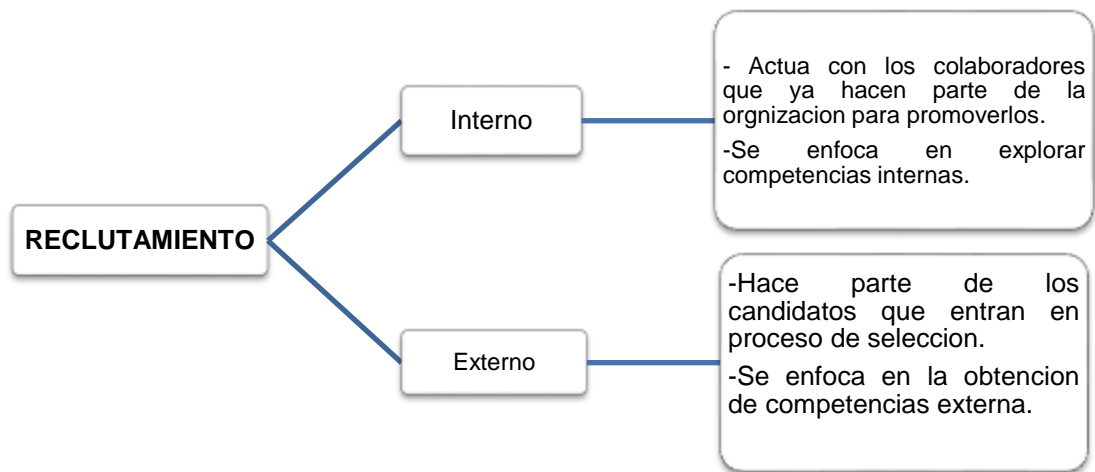 RECLUTAMIENTO
Interno
- Actua con los colaboradores
que ya hacen parte de la
orgnizacion para promoverlos.
-Se enfoca en explorar
competencias internas.
Externo
-Hace parte de los
candidatos que entran en
proceso de seleccion.
-Se enfoca en la obtencion
de competencias externa.